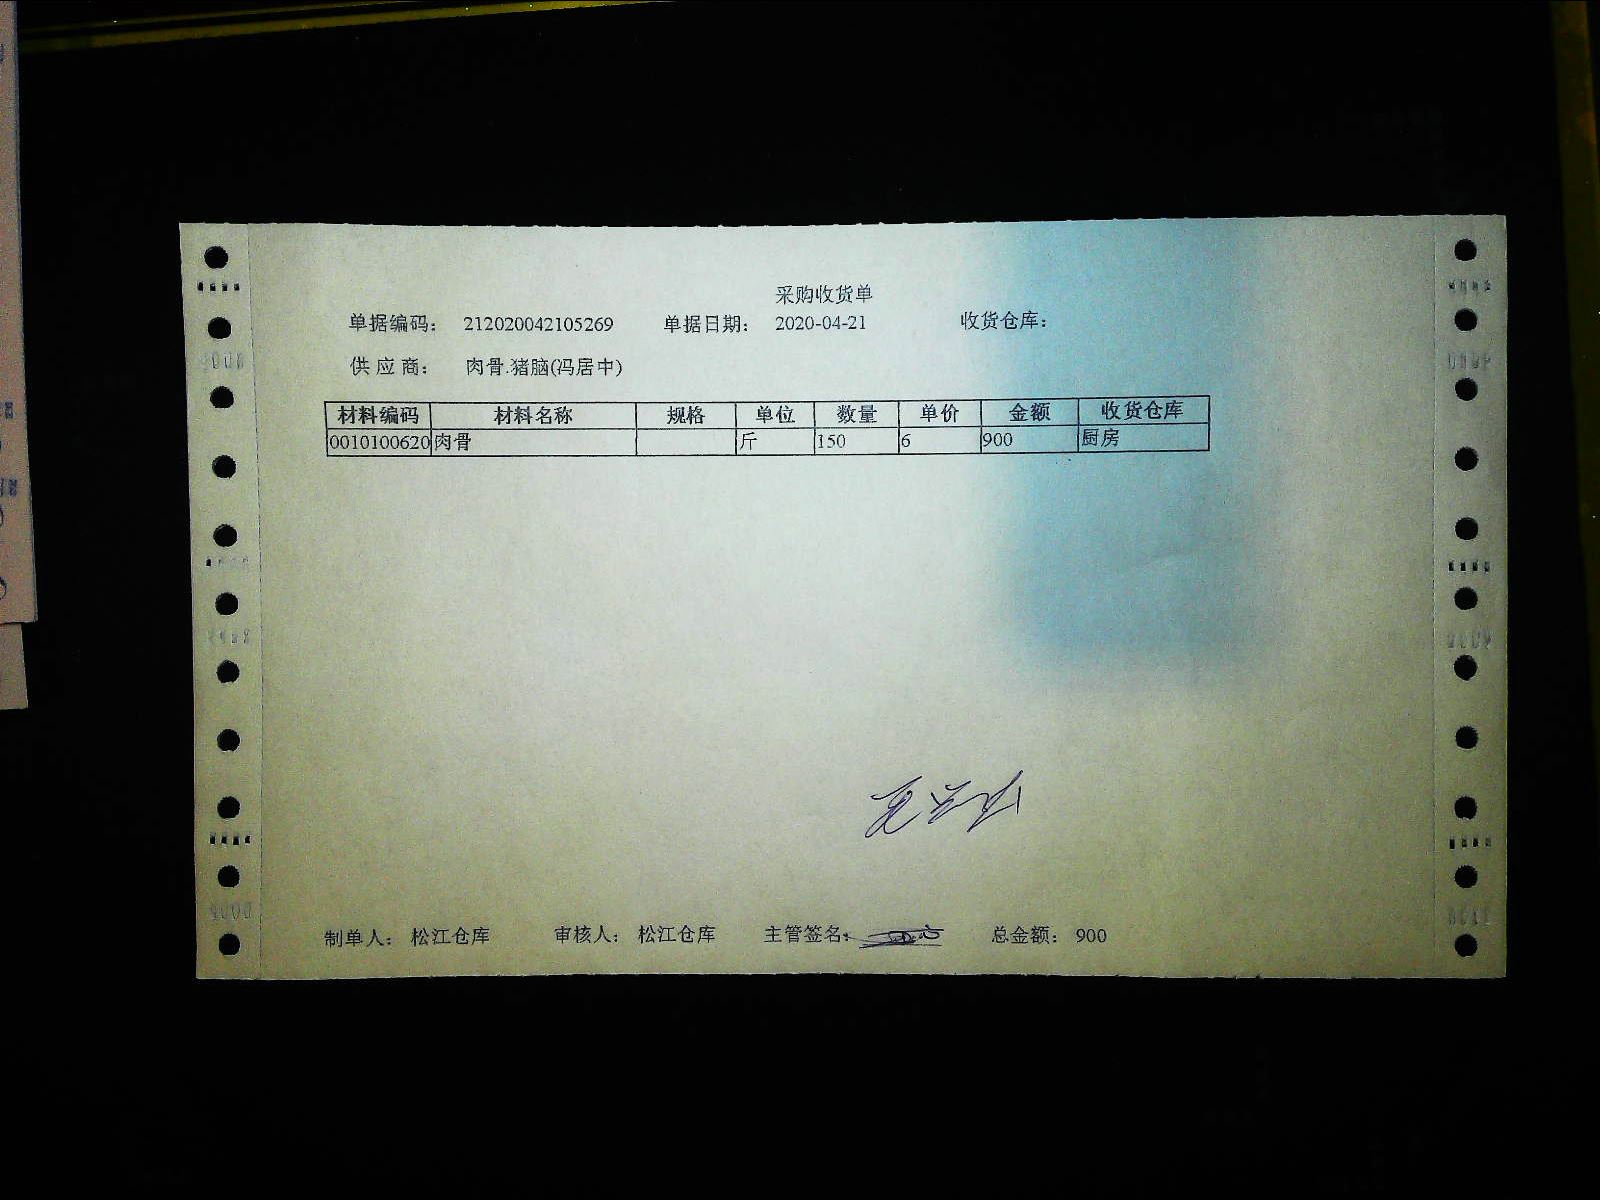 采购收货单
单据编码： 212020042105269 单据日期： 2020-04-21 收货仓库：
供 应 商： 肉骨.猪脑(冯居中)
材料编码 材料名称 规格 单位 数量 单价 金额 收货仓库
0010100620 肉骨 斤 150 6 900 厨房
制单人： 松江仓库 审核人： 松江仓库 主管签名： 总金额： 900